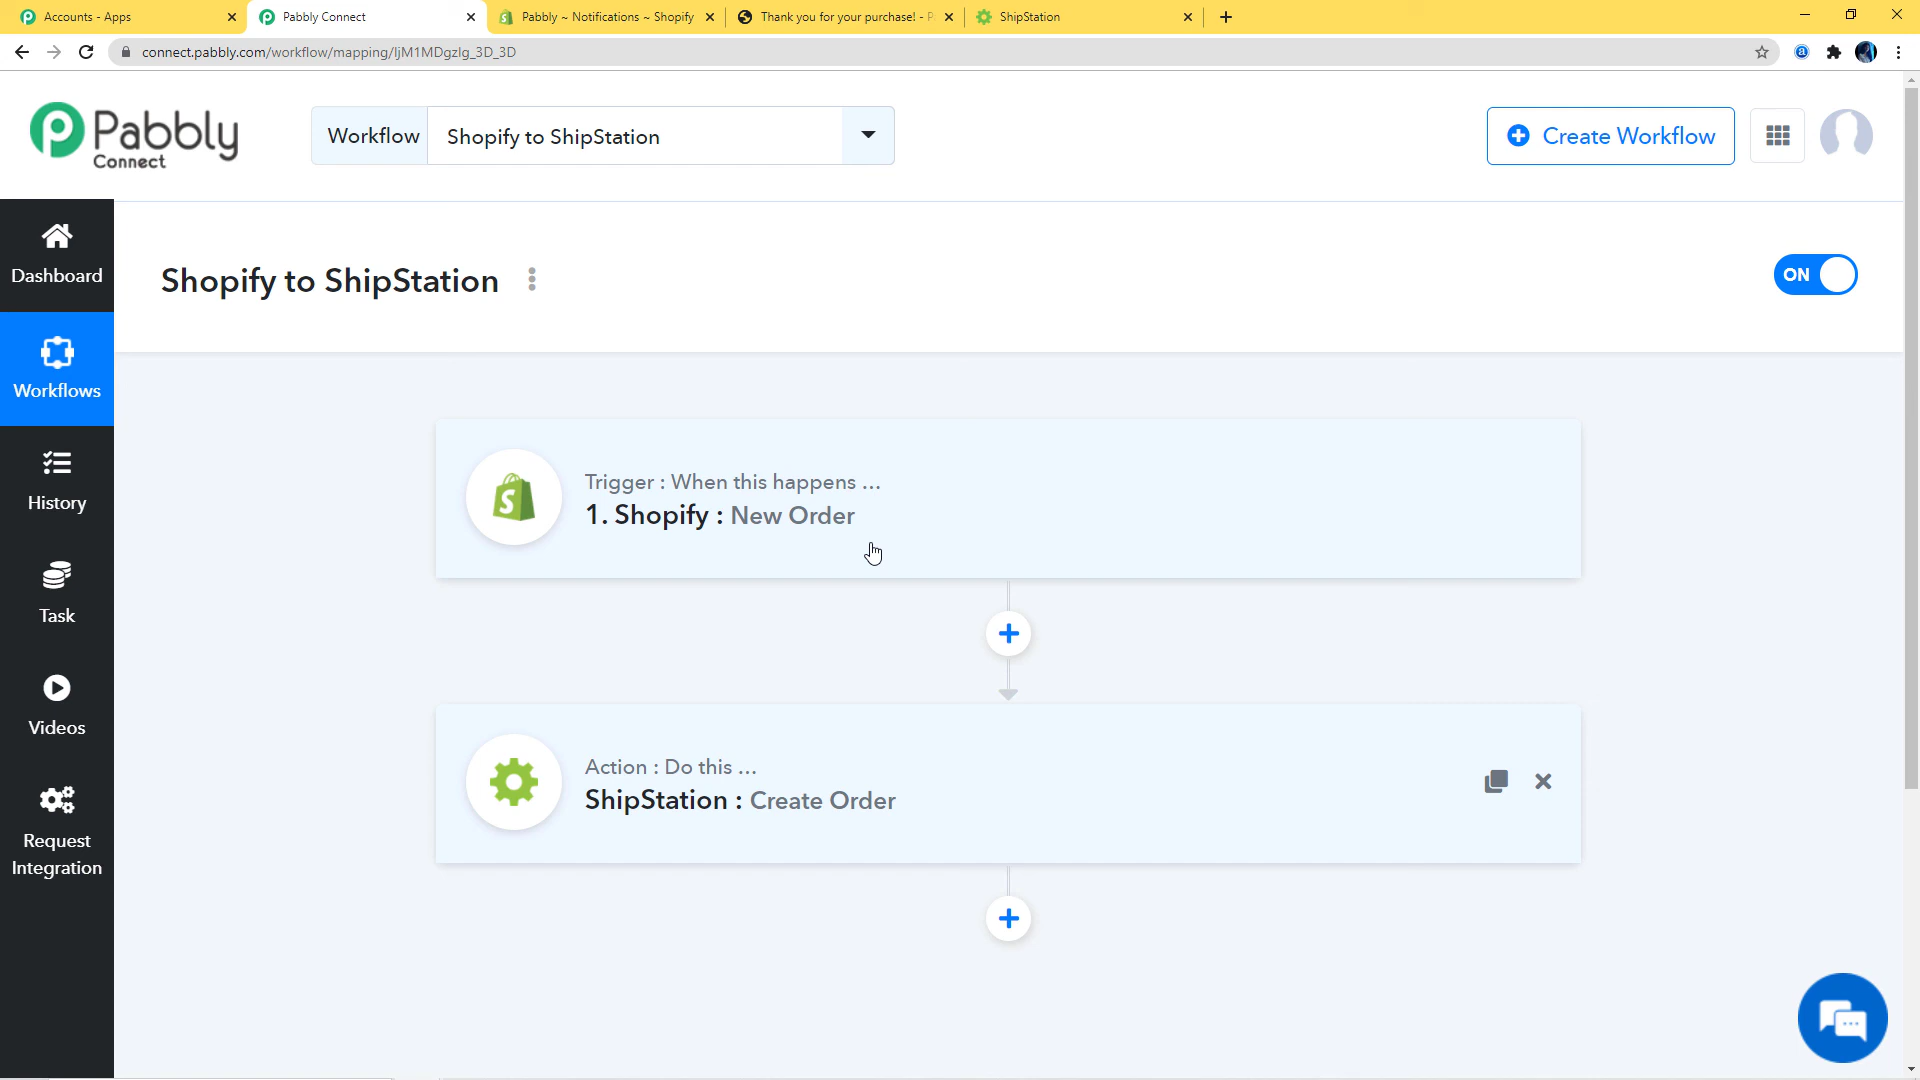 Accounts - Apps
Pabbly Connect
Pabbly ~ Notifications ~ Shopify
Thank you for your purchase! - P
ShipStation
connect.pabbly.com/workflow/mapping/IjM1MDgzIg_3D_3D
Pabbly
Connect
Workflow
Shopify to ShipStation
Create Workflow
Dashboard
Workflows
History
Task
Videos
Request
Integration
Shopify to ShipStation
ON
Trigger : When this happens ...
1. Shopify : New Order
Action : Do this ...
ShipStation : Create Order